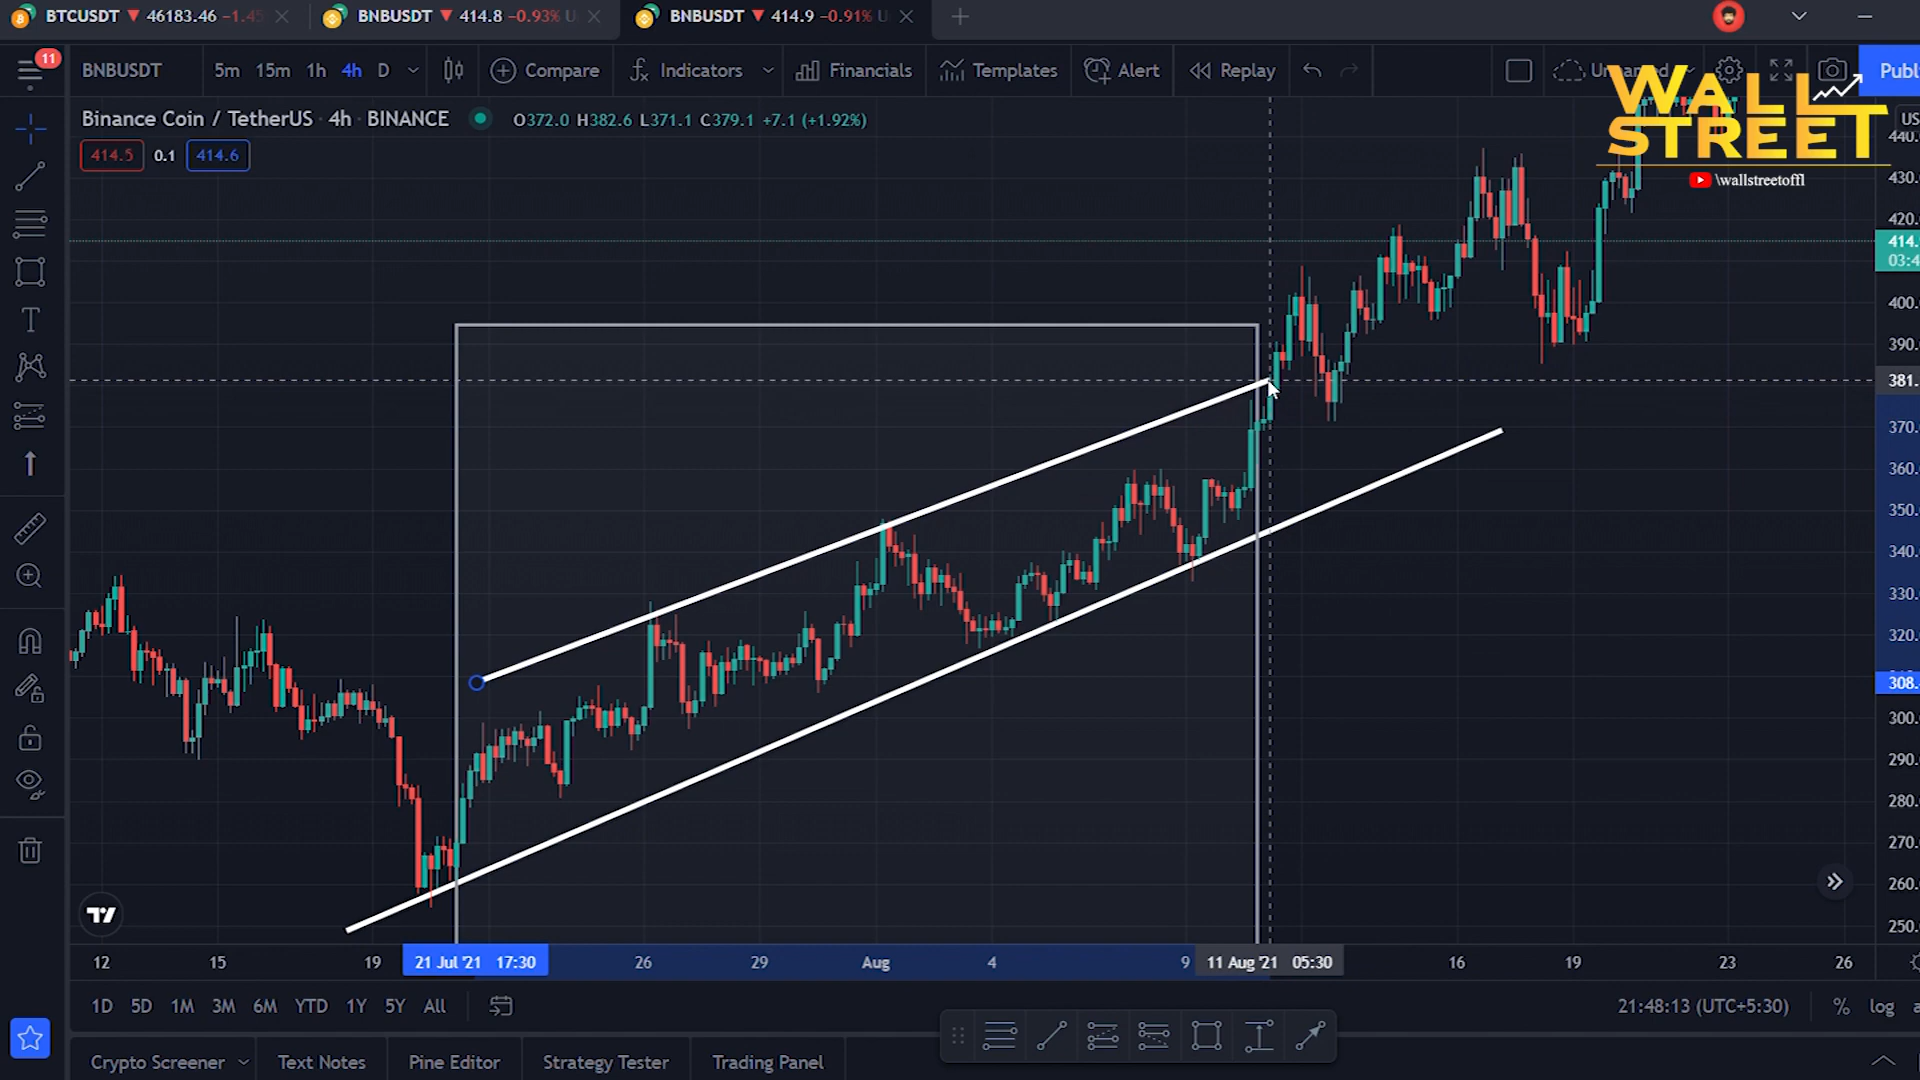 BTCUSDT ▼ 46183.46 −1.45
BNBUSDT ▼ 414.8 −0.93% U
BNBUSDT ▼ 414.9 −0.91% U
11
BNBUSDT 5m 15m 1h 4h D Compare Indicators Financials Templates Alert Replay Publ
WALL
STREET
\wallstreetoffl
Binance Coin / TetherUS · 4h · BINANCE O372.0 H382.6 L371.1 C379.1 +7.1 (+1.92%)
414.5 0.1 414.6
US
440.
430.
420.
414.
03:4
400.
390.
381.
370.
360.
350.
340.
330.
320.
308.
300.
290.
280.
270.
260.
250.
12 15 19 21 Jul '21 17:30 26 29 Aug 4 9 11 Aug '21 05:30 16 19 23 26
1D 5D 1M 3M 6M YTD 1Y 5Y All 21:48:13 (UTC+5:30) % log a
Crypto Screener Text Notes Pine Editor Strategy Tester Trading Panel